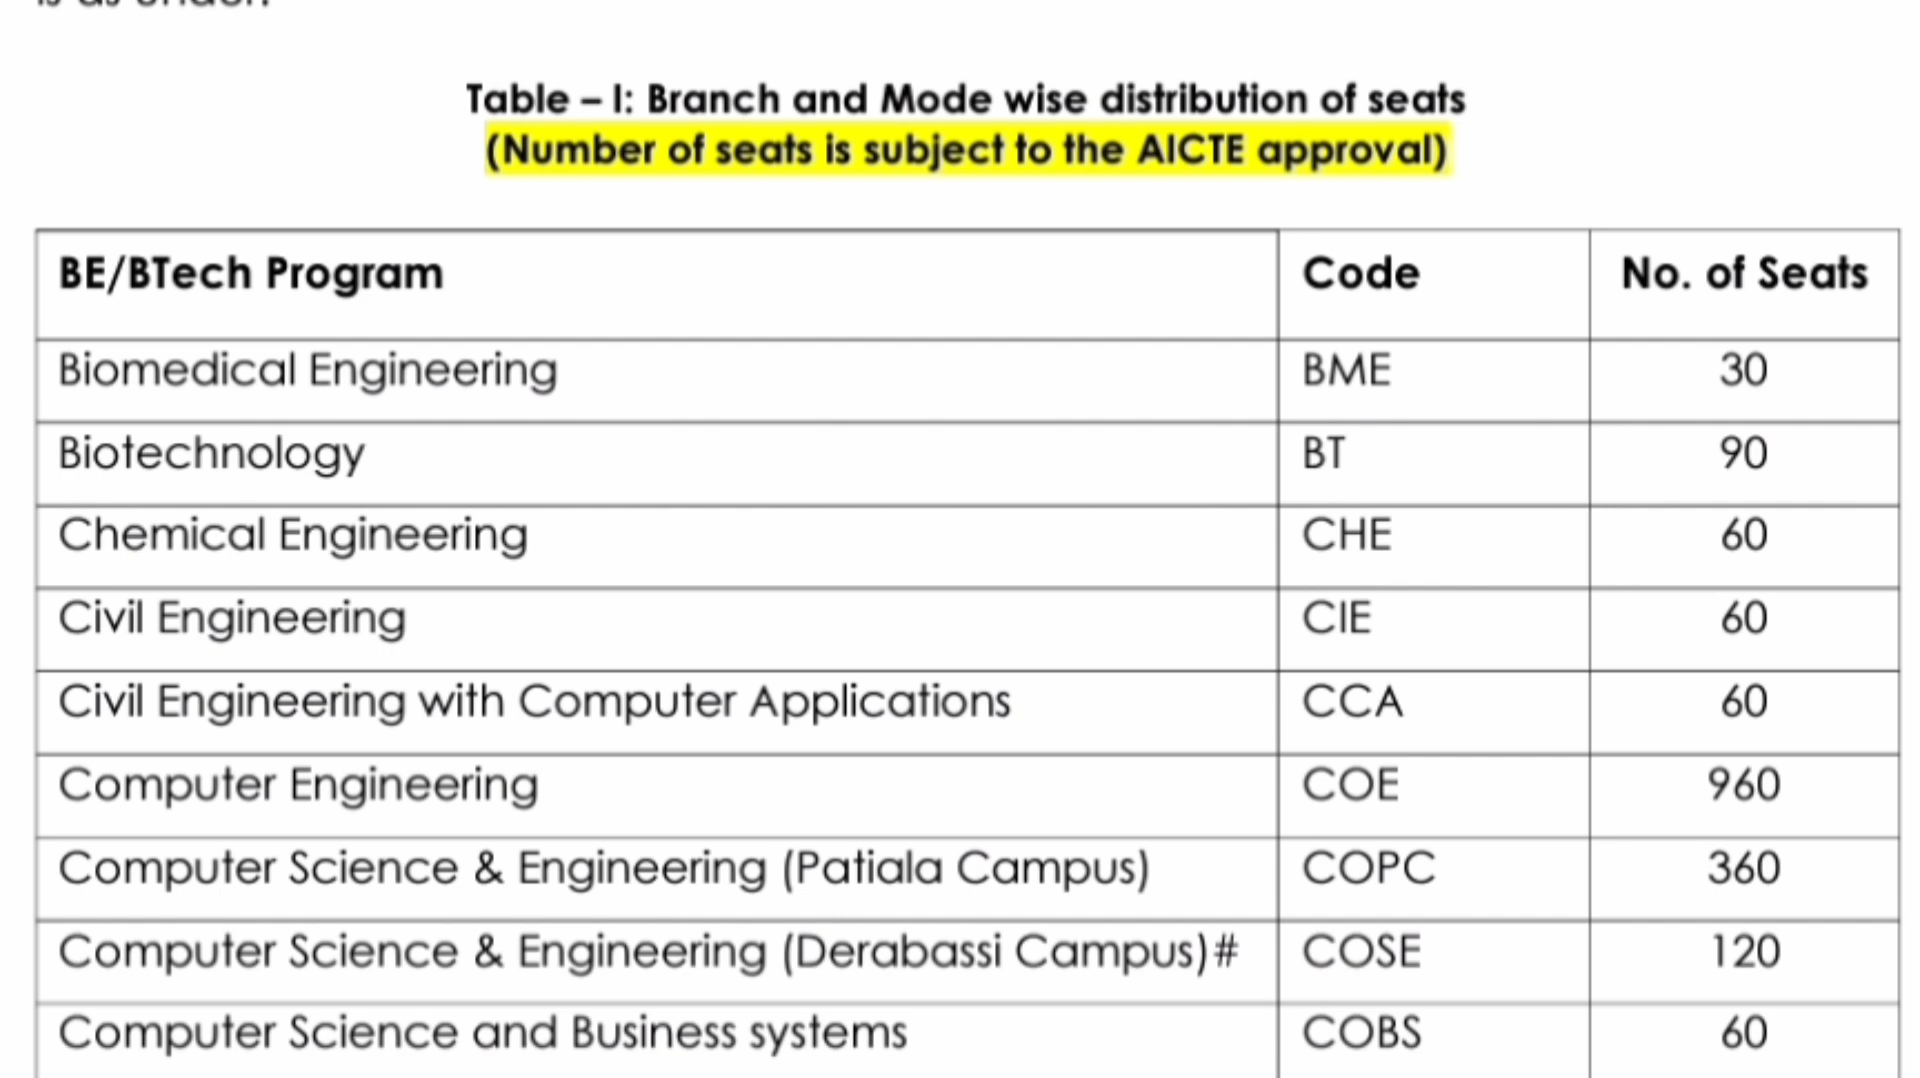 is as under:
Table – I: Branch and Mode wise distribution of seats
(Number of seats is subject to the AICTE approval)
BE/BTech Program Code No. of Seats
Biomedical Engineering BME 30
Biotechnology BT 90
Chemical Engineering CHE 60
Civil Engineering CIE 60
Civil Engineering with Computer Applications CCA 60
Computer Engineering COE 960
Computer Science & Engineering (Patiala Campus) COPC 360
Computer Science & Engineering (Derabassi Campus)# COSE 120
Computer Science and Business systems COBS 60